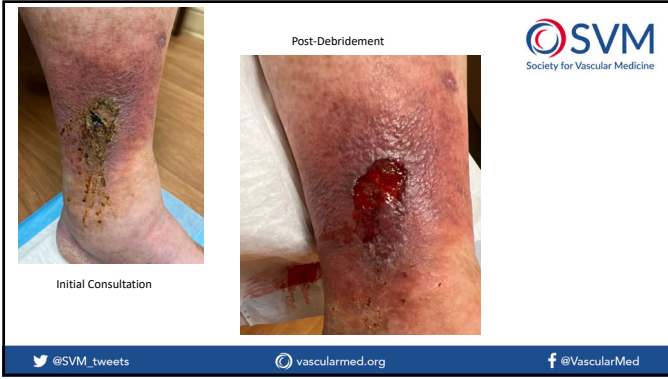 Post-Debridement
SVM
Society for Vascular Medicine
Initial Consultation
@SVM_tweets
vascularmed.org
@VascularMed